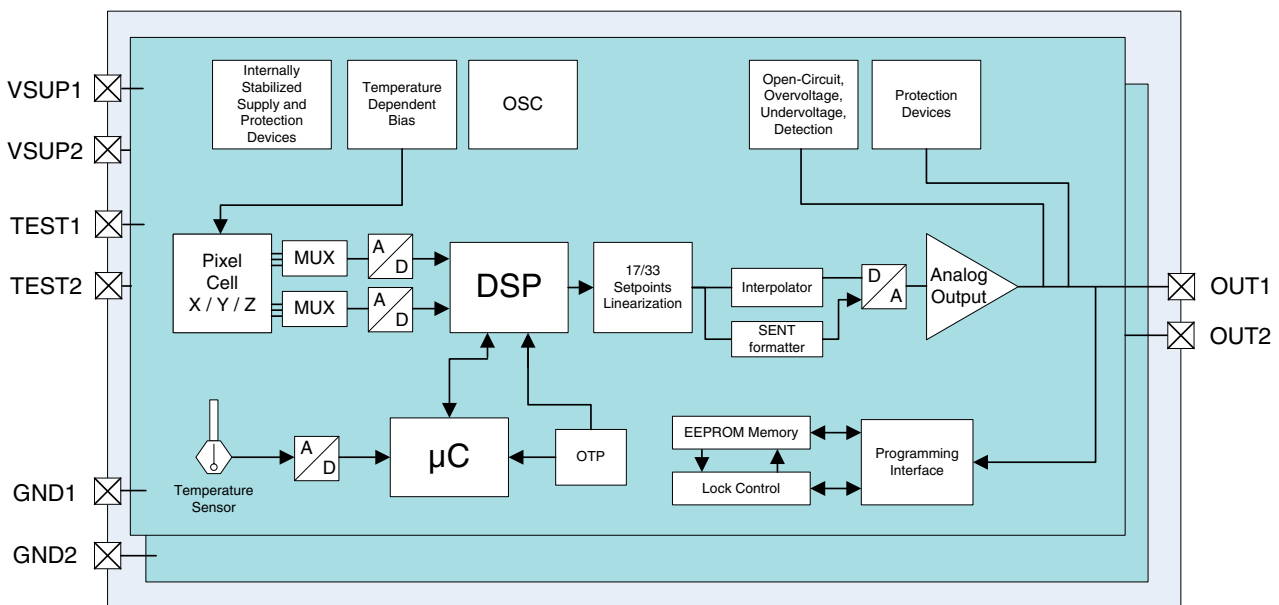 VSUP1
VSUP2
TEST1
TEST2
GND1
GND2
Internally
Stabilized
Supply and
Protection
Devices
Temperature
Dependent
Bias
OSC
Open-Circuit,
Overvoltage,
Undervoltage,
Detection
Protection
Devices
Pixel
Cell
X / Y / Z
MUX
MUX
A
D
A
D
DSP
17/33
Setpoints
Linearization
Interpolator
SENT
formatter
D
A
Analog
Output
OUT1
OUT2
Temperature
Sensor
A
D
µC
OTP
EEPROM Memory
Lock Control
Programming
Interface